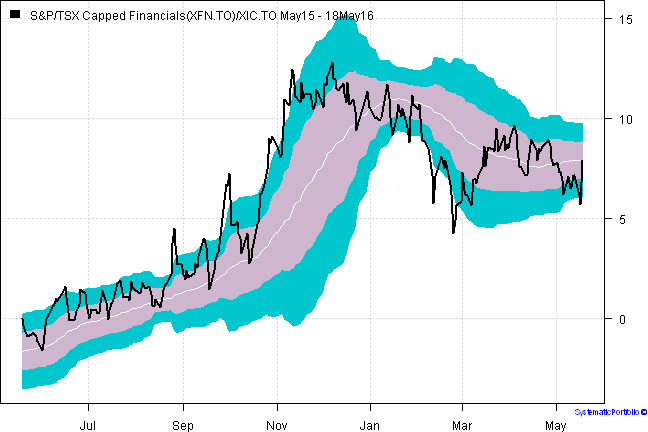 S&P/TSX Capped Financials(XFN.TO)/XIC.TO May15 - 18May16
15
10
5
0
Jul Sep Nov Jan Mar May
SystematicPortfolio ©